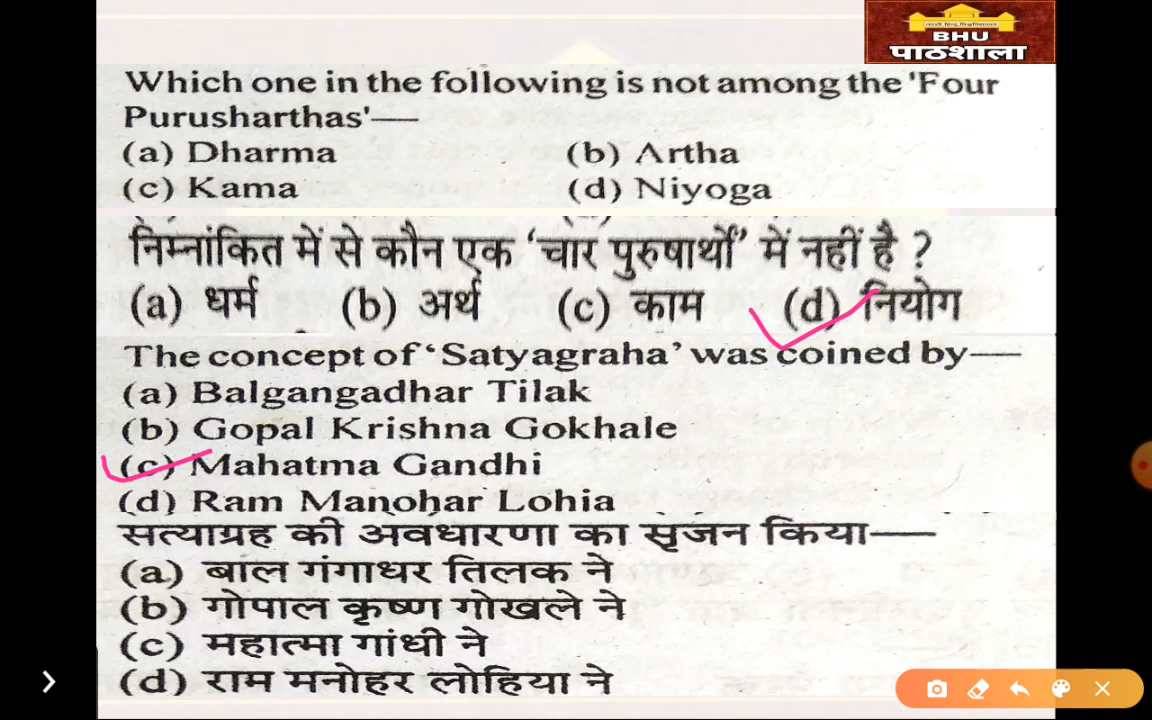 BHU
पाठशाला
Which one in the following is not among the 'Four
Purusharthas'—
(a) Dharma (b) Artha
(c) Kama (d) Niyoga
निम्नांकित में से कौन एक ‘चार पुरुषार्थों’ में नहीं है ?
(a) धर्म (b) अर्थ (c) काम (d) नियोग
The concept of ‘Satyagraha’ was coined by—
(a) Balgangadhar Tilak
(b) Gopal Krishna Gokhale
(c) Mahatma Gandhi
(d) Ram Manohar Lohia
सत्याग्रह की अवधारणा का सृजन किया—
(a) बाल गंगाधर तिलक ने
(b) गोपाल कृष्ण गोखले ने
(c) महात्मा गांधी ने
(d) राम मनोहर लोहिया ने